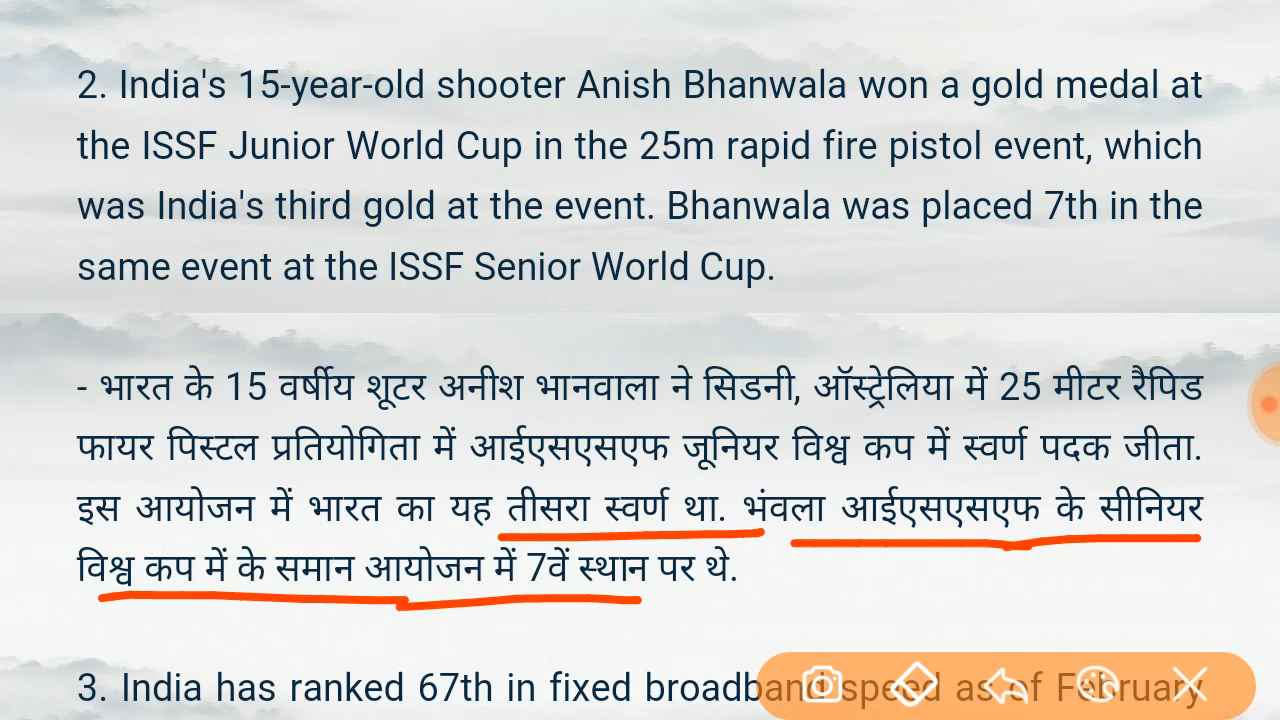 2. India's 15-year-old shooter Anish Bhanwala won a gold medal at
the ISSF Junior World Cup in the 25m rapid fire pistol event, which
was India's third gold at the event. Bhanwala was placed 7th in the
same event at the ISSF Senior World Cup.
- भारत के 15 वर्षीय शूटर अनीश भानवाला ने सिडनी, ऑस्ट्रेलिया में 25 मीटर रैपिड
फायर पिस्टल प्रतियोगिता में आईएसएसएफ जूनियर विश्व कप में स्वर्ण पदक जीता.
इस आयोजन में भारत का यह तीसरा स्वर्ण था. भंवला आईएसएसएफ के सीनियर
विश्व कप में के समान आयोजन में 7वें स्थान पर थे.
3. India has ranked 67th in fixed broadband speed as of February